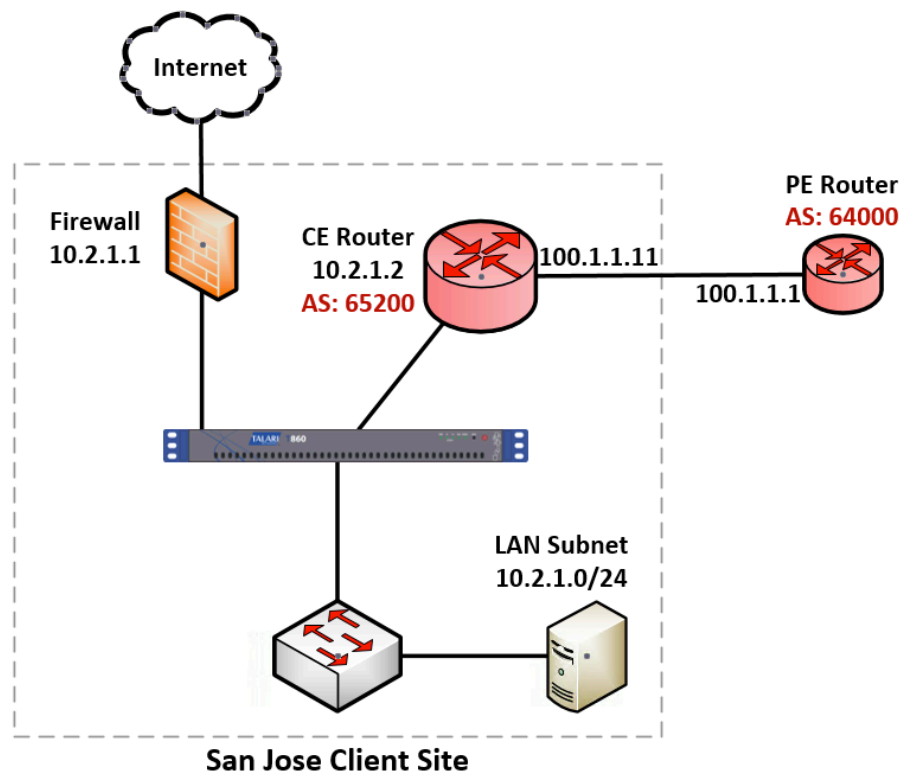 Internet
Firewall
10.2.1.1
CE Router
10.2.1.2
AS: 65200
100.1.1.11
PE Router
AS: 64000
100.1.1.1
TALARI
860
LAN Subnet
10.2.1.0/24
San Jose Client Site